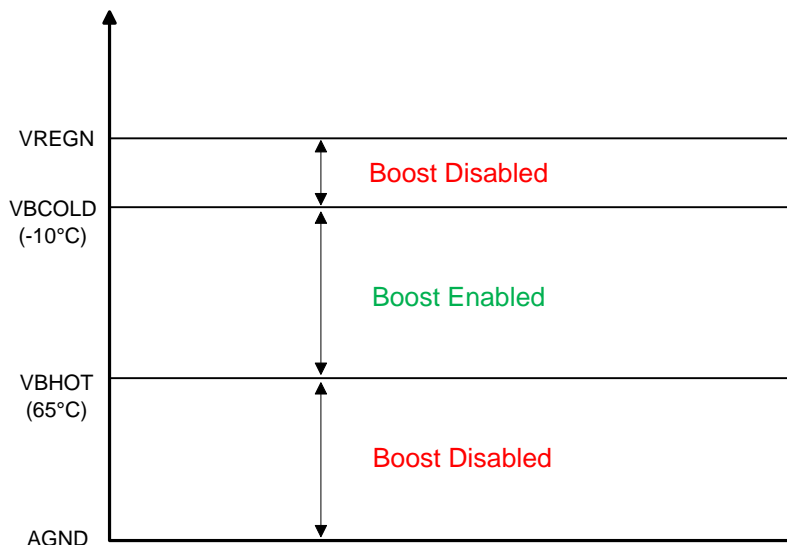 VREGN
Boost Disabled
VBCOLD
(-10°C)
Boost Enabled
VBHOT
(65°C)
Boost Disabled
AGND